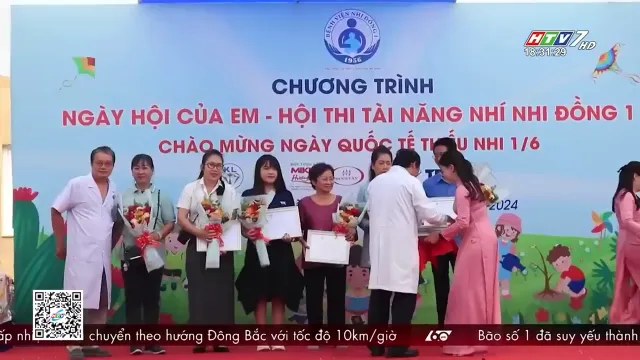 BỆNH VIỆN NHI ĐỒNG 1
1956
HTV7 HD
18:31:29
CHƯƠNG TRÌNH
NGÀY HỘI CỦA EM - HỘI THI TÀI NĂNG NHÍ NHI ĐỒNG 1
CHÀO MỪNG NGÀY QUỐC TẾ THIẾU NHI 1/6
KL
2024
chuyển theo hướng Đông Bắc với tốc độ 10km/giờ
60
Bão số 1 đã suy yếu thành